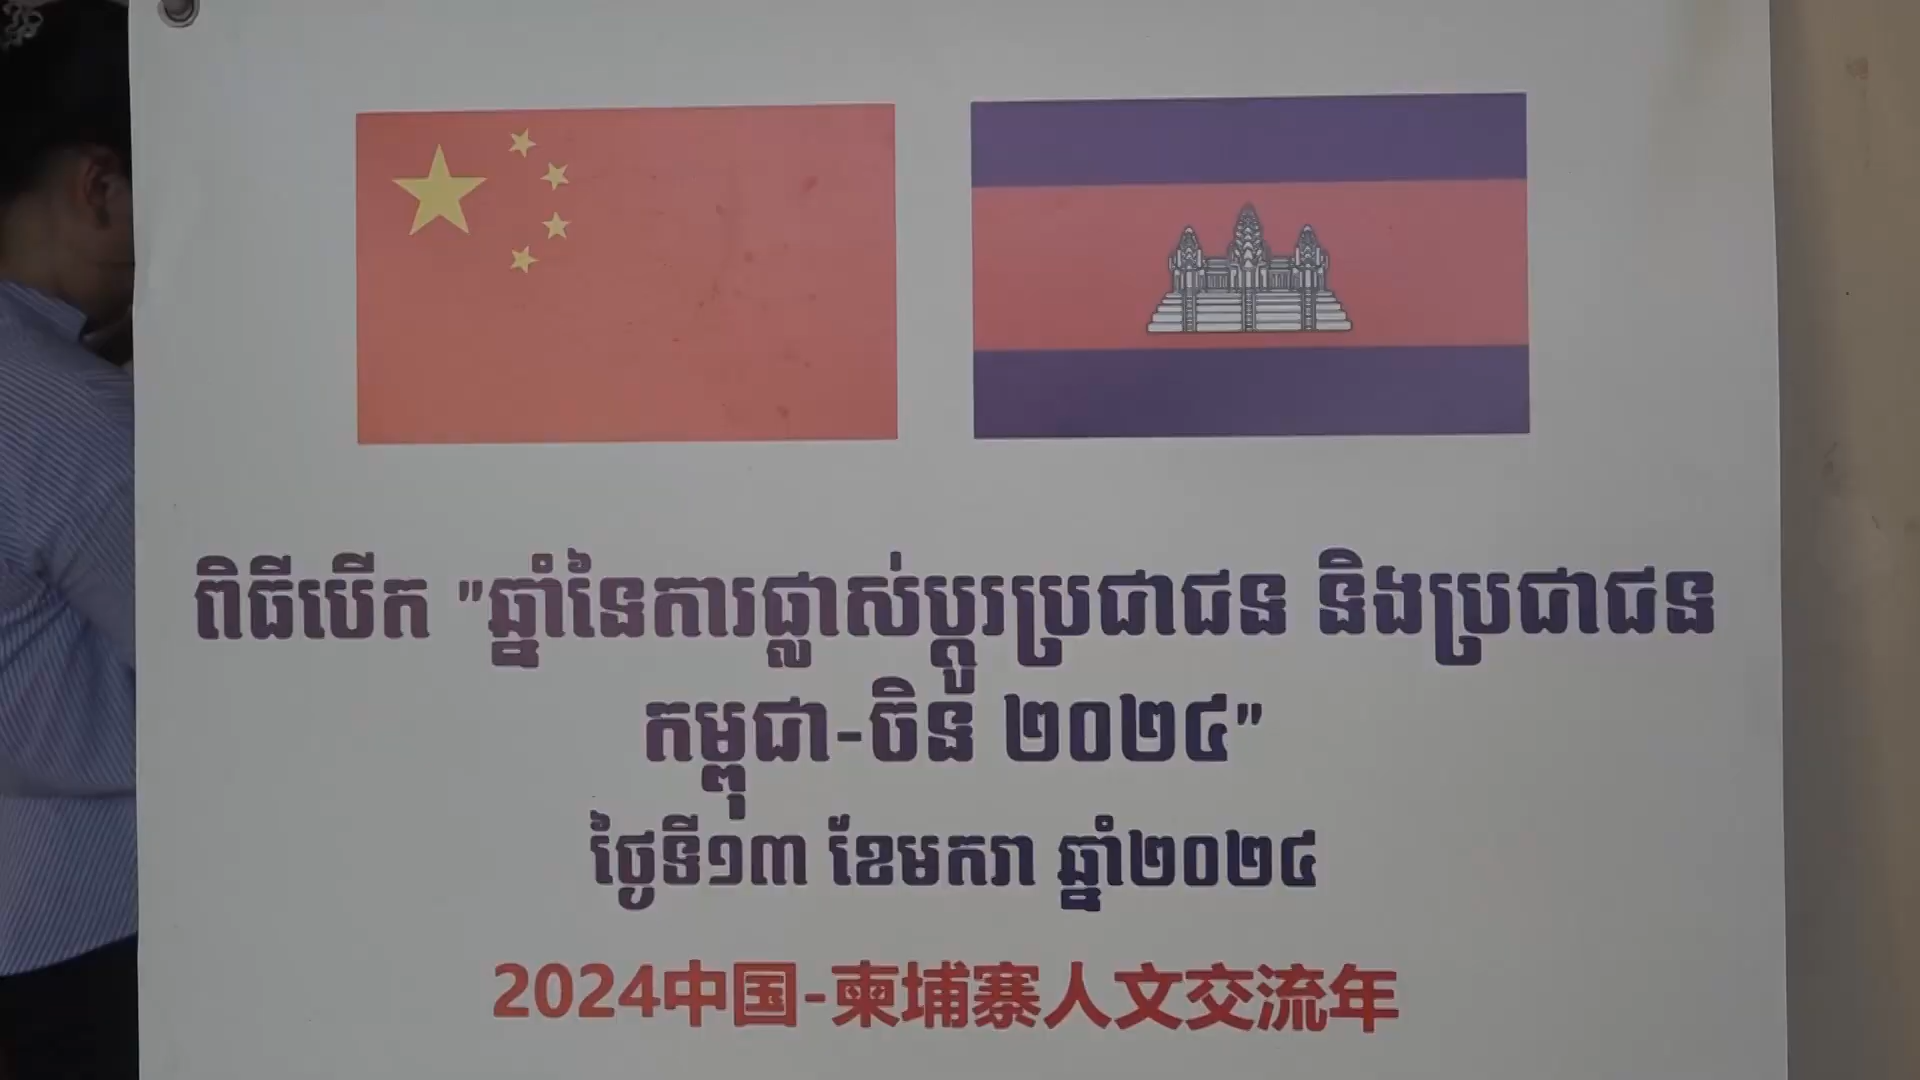 ពិធីបើក "ឆ្នាំនៃការផ្លាស់ប្តូរប្រជាជន និងប្រជាជន
កម្ពុជា-ចិន ២០២៤"
ថ្ងៃទី១៣ ខែមករា ឆ្នាំ២០២៤
2024中国-柬埔寨人文交流年